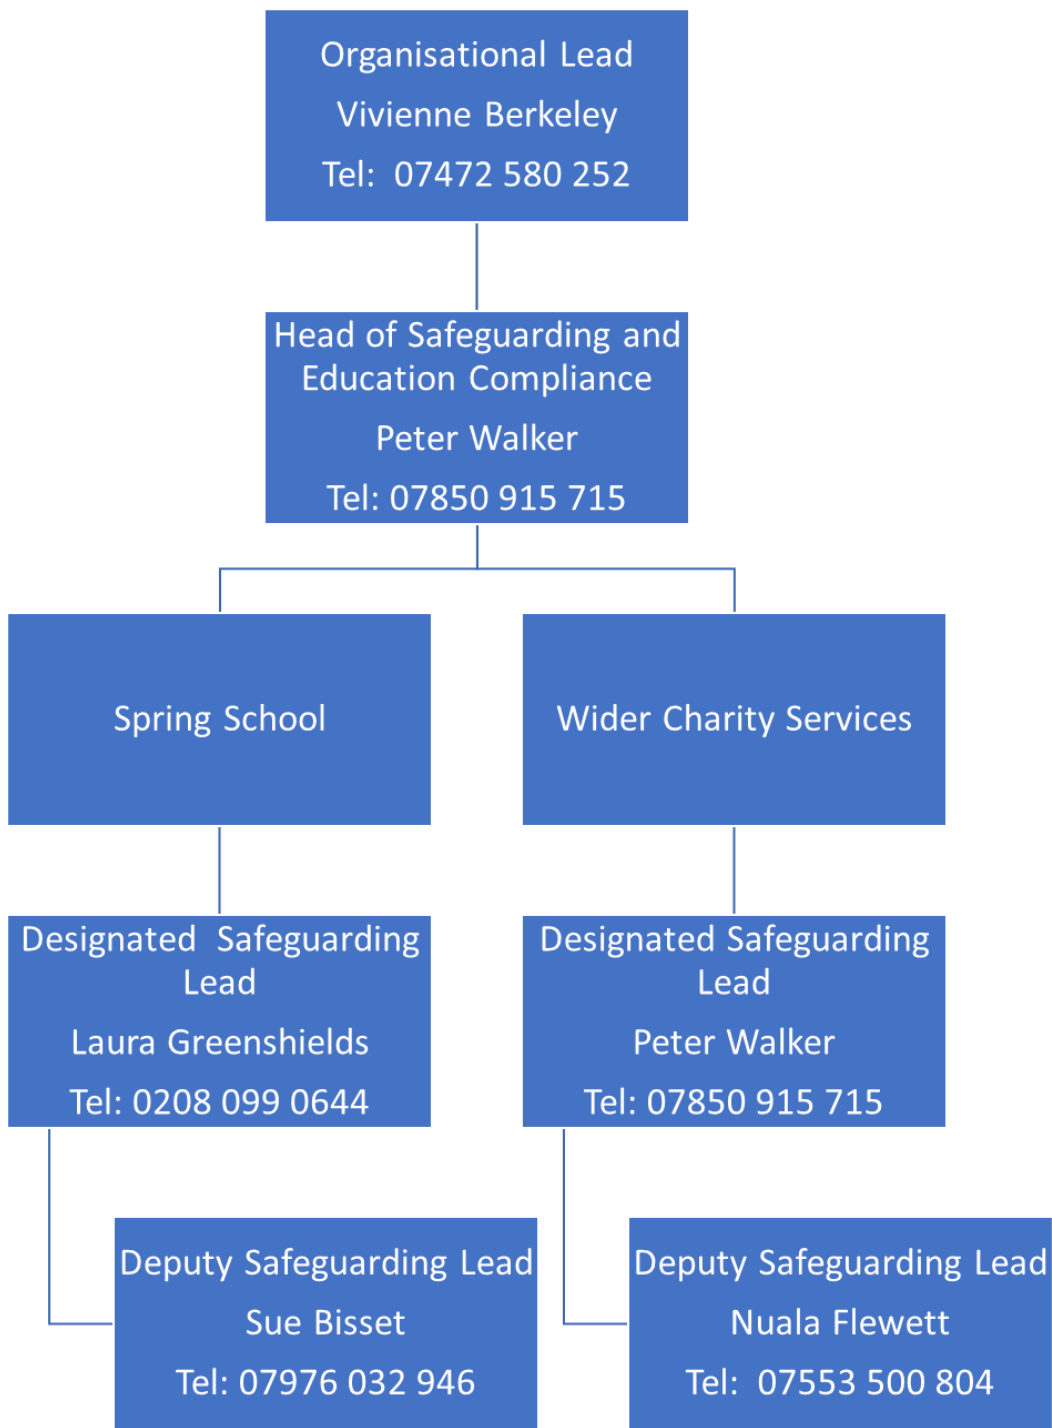 Organisational Lead
Vivienne Berkeley
Tel: 07472 580 252
Head of Safeguarding and
Education Compliance
Peter Walker
Tel: 07850 915 715
Spring School
Wider Charity Services
Designated Safeguarding
Lead
Laura Greenshields
Tel: 0208 099 0644
Designated Safeguarding
Lead
Peter Walker
Tel: 07850 915 715
Deputy Safeguarding Lead
Sue Bisset
Tel: 07976 032 946
Deputy Safeguarding Lead
Nuala Flewett
Tel: 07553 500 804